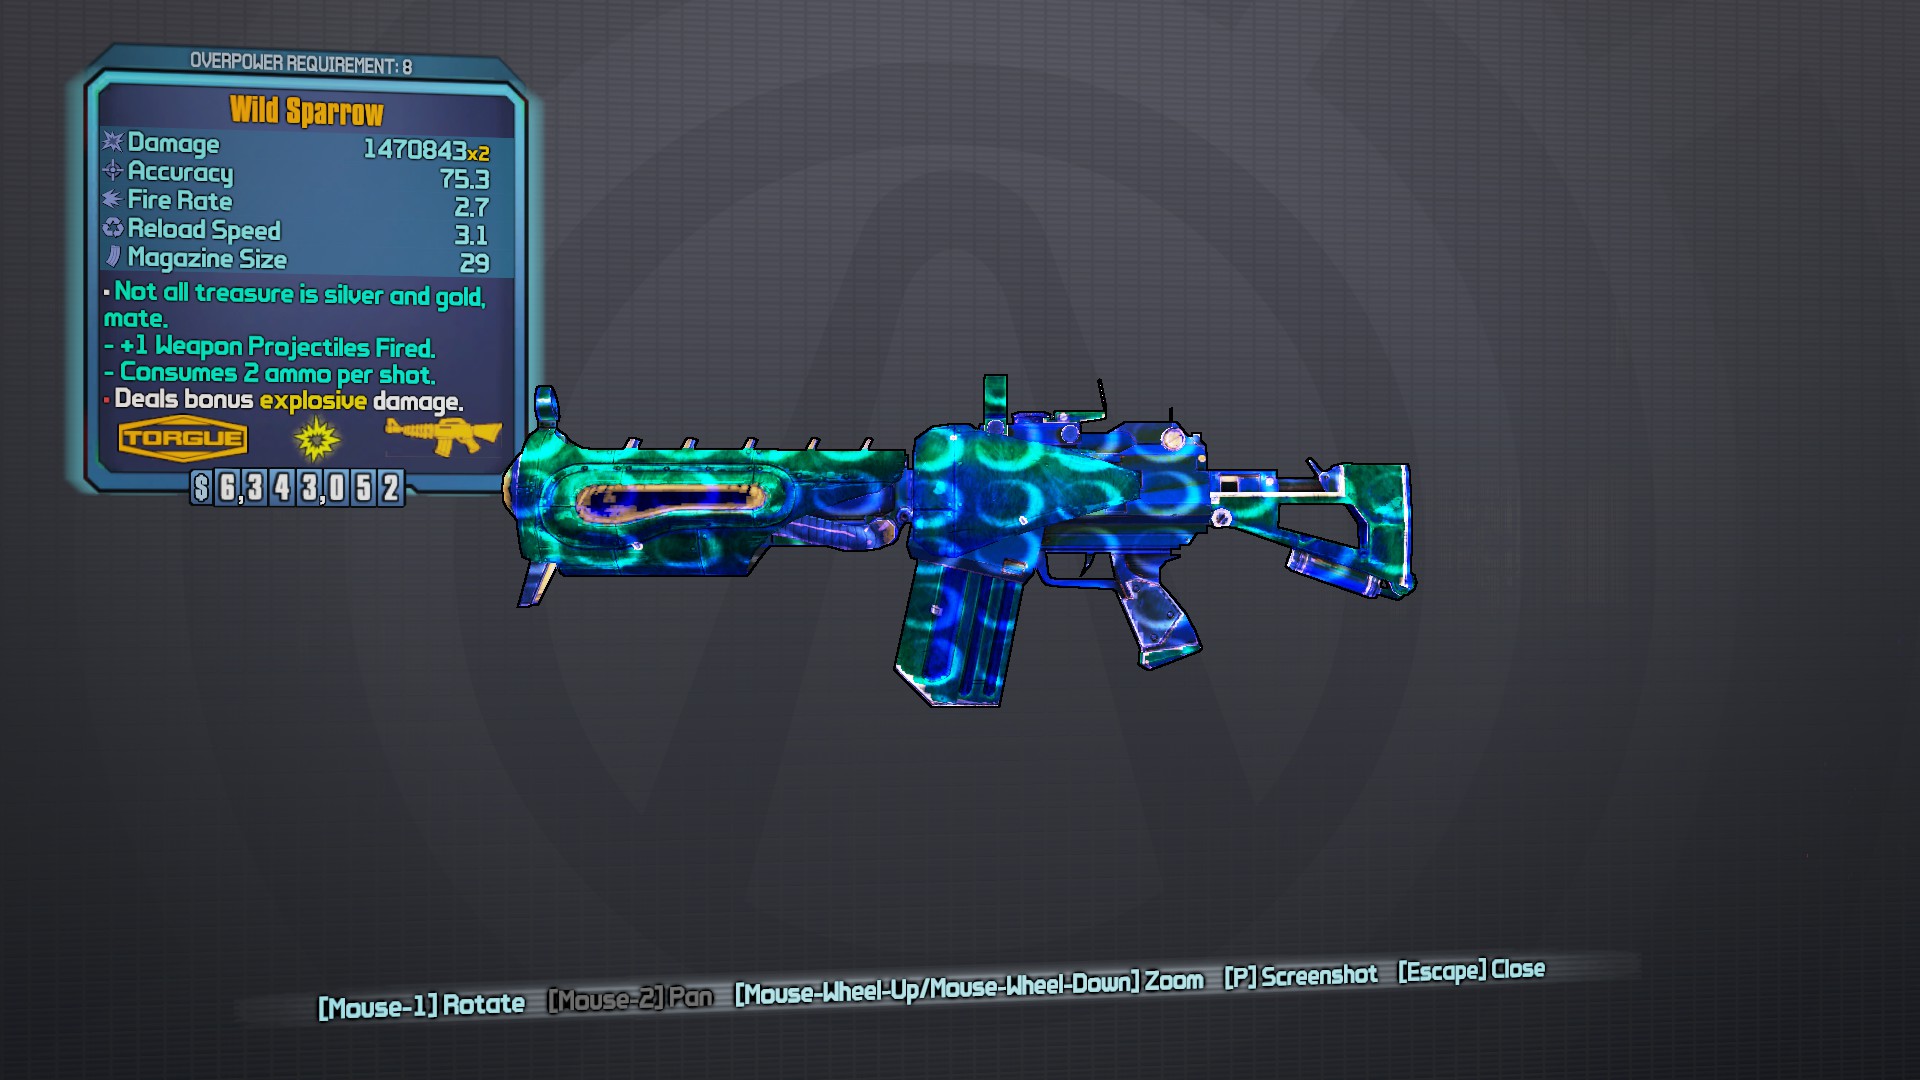 OVERPOWER REQUIREMENT: 8
Wild Sparrow
Damage 1470843x2
Accuracy 75.3
Fire Rate 2.7
Reload Speed 3.1
Magazine Size 29
• Not all treasure is silver and gold,
mate.
- +1 Weapon Projectiles Fired.
- Consumes 2 ammo per shot.
• Deals bonus explosive damage.
TORGUE
$6,343,052
[Mouse-1] Rotate [Mouse-2] Pan [Mouse-Wheel-Up/Mouse-Wheel-Down] Zoom [P] Screenshot [Escape] Close